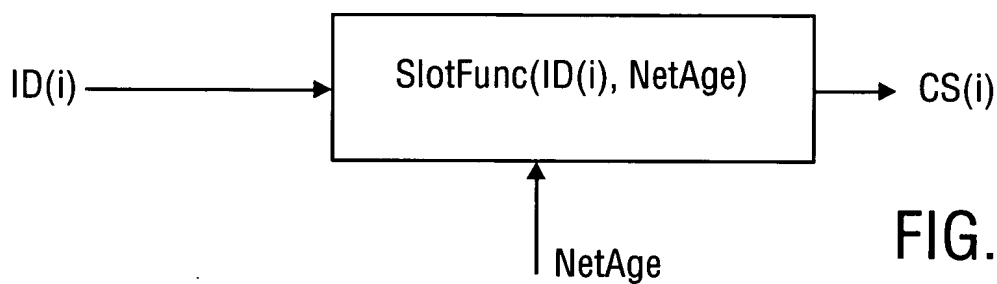 ID(i)
SlotFunc(ID(i), NetAge)
CS(i)
NetAge
FIG.